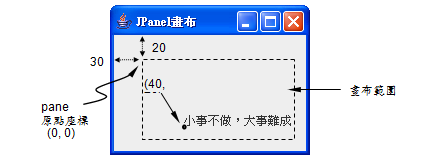 JPanel畫布
20
30
(40,
小事不做，大事難成
畫布範圍
pane
原點座標
(0, 0)